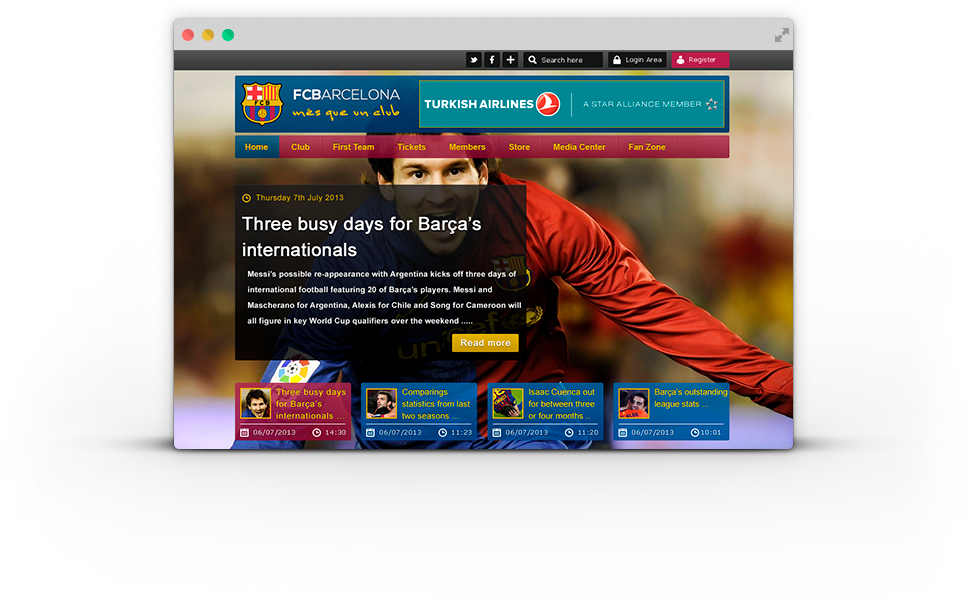 Search here
Login Area
Register
FCB
FCBARCELONA
més que un club
TURKISH AIRLINES
A STAR ALLIANCE MEMBER
Home
Club
First Team
Tickets
Members
Store
Media Center
Fan Zone
Thursday 7th July 2013
Three busy days for Barça's
internationals
Messi's possible re-appearance with Argentina kicks off three days of
international football featuring 20 of Barça's players. Messi and
Mascherano for Argentina, Alexis for Chile and Song for Cameroon will
all figure in key World Cup qualifiers over the weekend .....
unicef
Read more
Three busy days
for Barça's
internationals ...
06/07/2013
14:30
Comparings
statistics from last
two seasons ...
06/07/2013
11:23
Isaac Cuenca out
for between three
or four months ..
06/07/2013
11:20
Barça's outstanding
league stats ...
06/07/2013
10:01